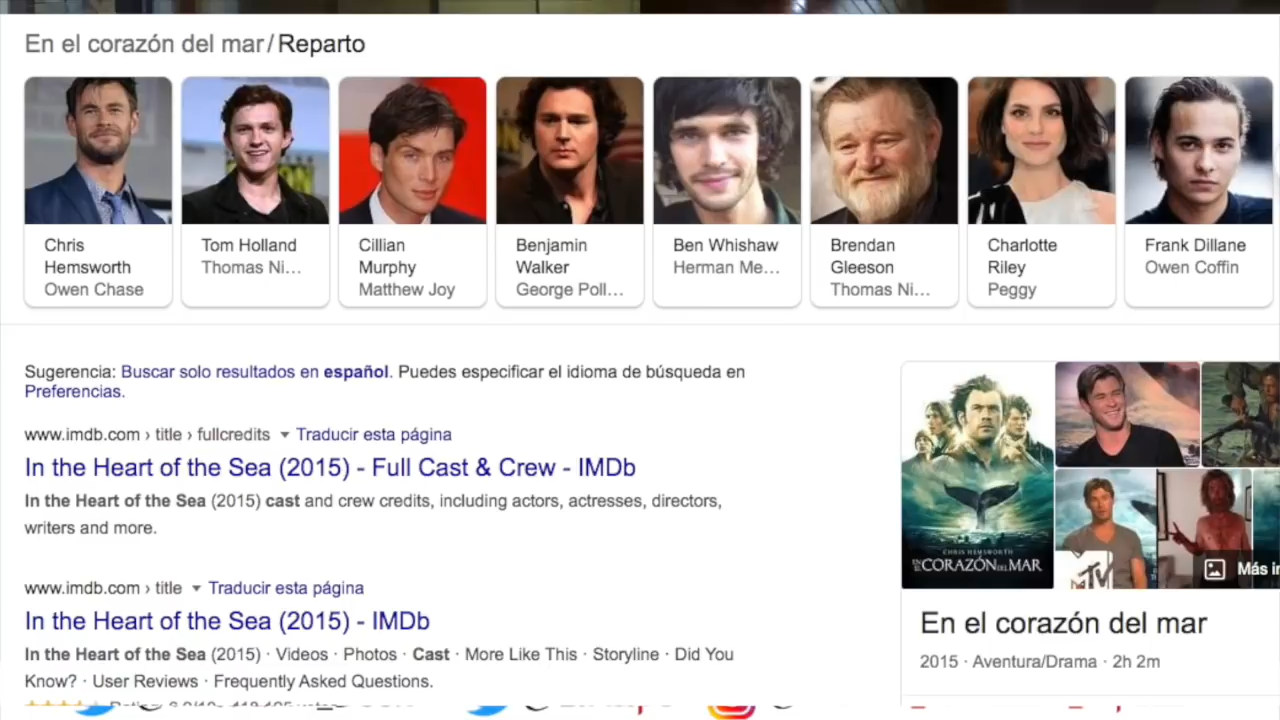 En el corazón del mar/Reparto
Chris
Hemsworth
Owen Chase
Tom Holland
Thomas Ni...
Cillian
Murphy
Matthew Joy
Benjamin
Walker
George Poll...
Ben Whishaw
Herman Me...
Brendan
Gleeson
Thomas Ni...
Charlotte
Riley
Peggy
Frank Dillane
Owen Coffin
Sugerencia: Buscar solo resultados en español. Puedes especificar el idioma de búsqueda en
Preferencias.
www.imdb.com › title › fullcredits ▾ Traducir esta página
In the Heart of the Sea (2015) - Full Cast & Crew - IMDb
In the Heart of the Sea (2015) cast and crew credits, including actors, actresses, directors,
writers and more.
www.imdb.com › title ▾ Traducir esta página
In the Heart of the Sea (2015) - IMDb
In the Heart of the Sea (2015) · Videos · Photos · Cast · More Like This · Storyline · Did You
Know? · User Reviews · Frequently Asked Questions.
CHRIS HEMSWORTH
EN EL CORAZÓN DEL MAR
MTV
Más
En el corazón del mar
2015 · Aventura/Drama · 2h 2m